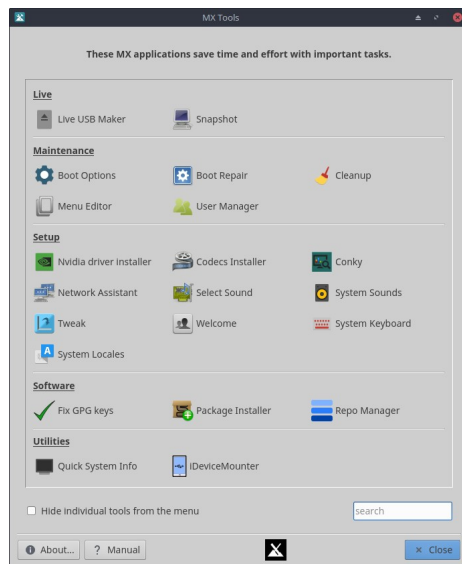 MX Tools
These MX applications save time and effort with important tasks.
Live
Live USB Maker Snapshot
Maintenance
Boot Options Boot Repair Cleanup
Menu Editor User Manager
Setup
Nvidia driver installer Codecs Installer Conky
Network Assistant Select Sound System Sounds
Tweak Welcome System Keyboard
System Locales
Software
Fix GPG keys Package Installer Repo Manager
Utilities
Quick System Info iDeviceMounter
Hide individual tools from the menu search
About... ? Manual × Close